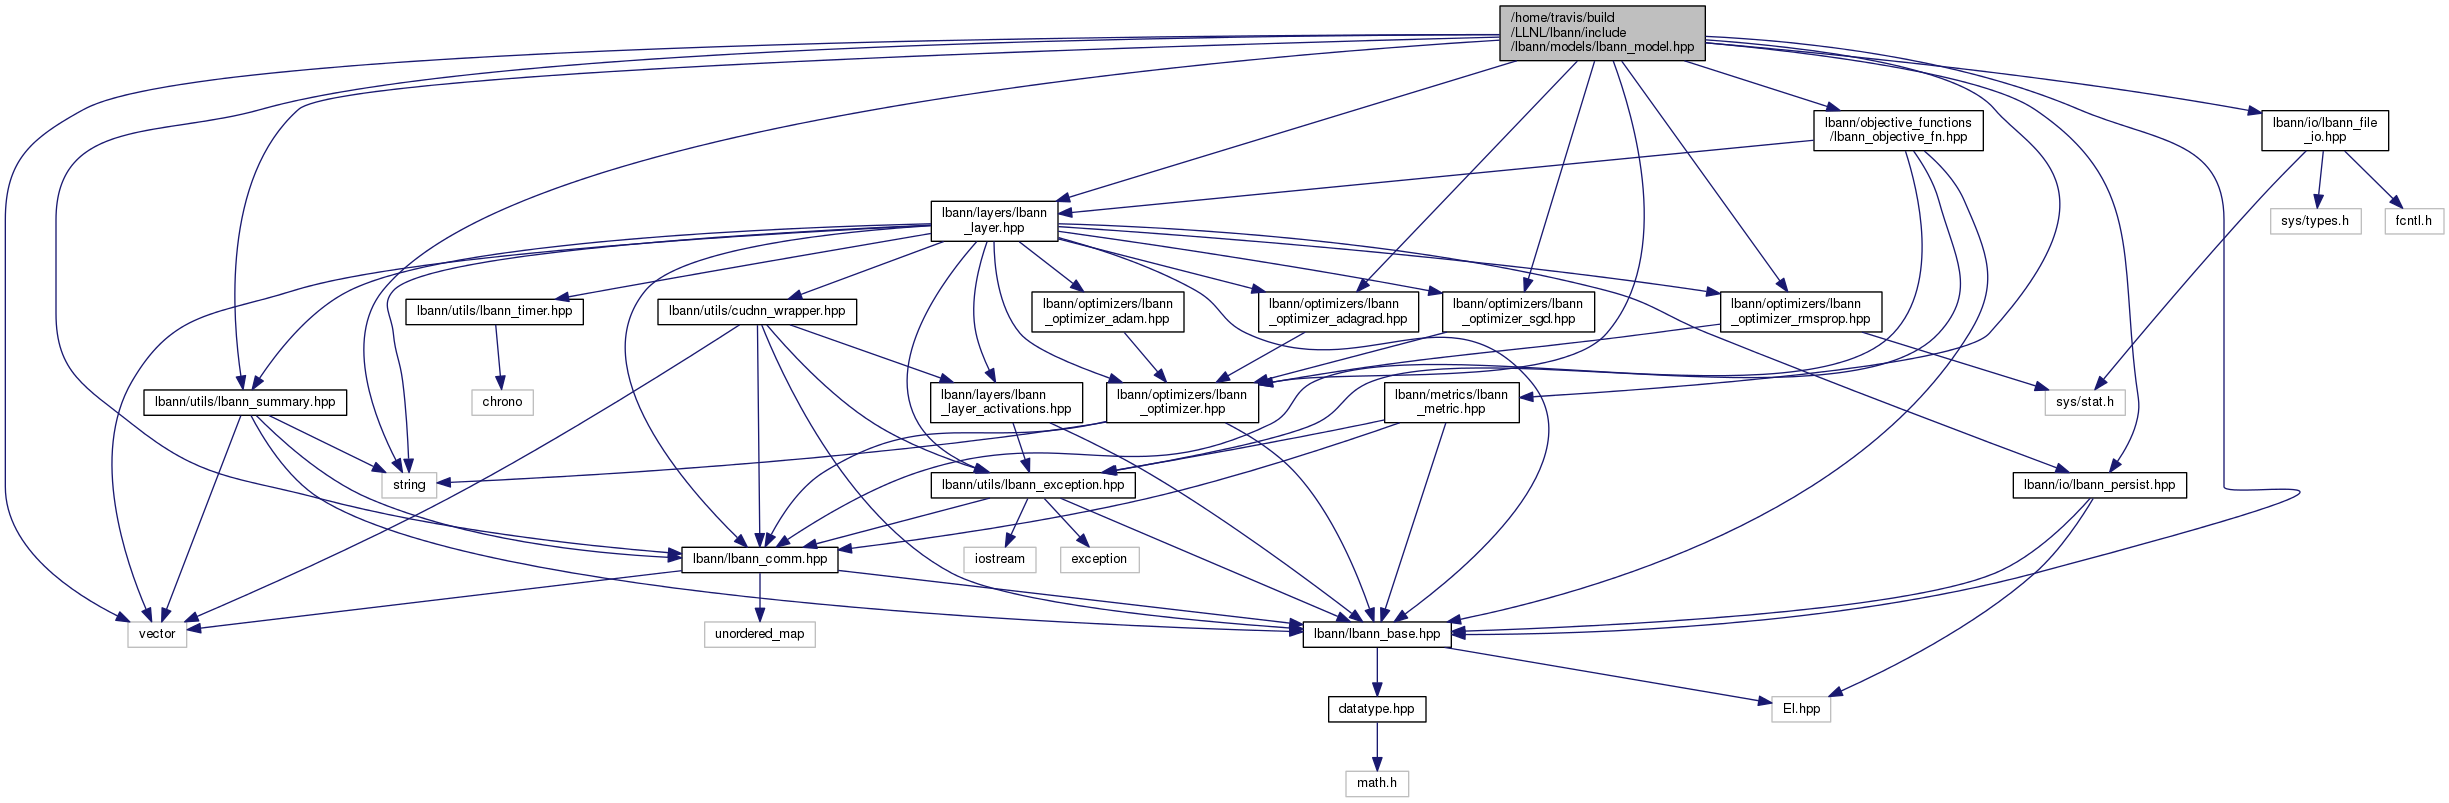 /home/travis/build
/LLNL/lbann/include
/lbann/models/lbann_model.hpp
lbann/objective_functions
/lbann_objective_fn.hpp
lbann/io/lbann_file
_io.hpp
lbann/layers/lbann
_layer.hpp
sys/types.h
fcntl.h
lbann/utils/lbann_timer.hpp
lbann/utils/cudnn_wrapper.hpp
lbann/optimizers/lbann
_optimizer_adam.hpp
lbann/optimizers/lbann
_optimizer_adagrad.hpp
lbann/optimizers/lbann
_optimizer_sgd.hpp
lbann/optimizers/lbann
_optimizer_rmsprop.hpp
lbann/utils/lbann_summary.hpp
chrono
lbann/layers/lbann
_layer_activations.hpp
lbann/optimizers/lbann
_optimizer.hpp
lbann/metrics/lbann
_metric.hpp
sys/stat.h
string
lbann/utils/lbann_exception.hpp
lbann/io/lbann_persist.hpp
lbann/lbann_comm.hpp
iostream
exception
vector
unordered_map
lbann/lbann_base.hpp
datatype.hpp
El.hpp
math.h